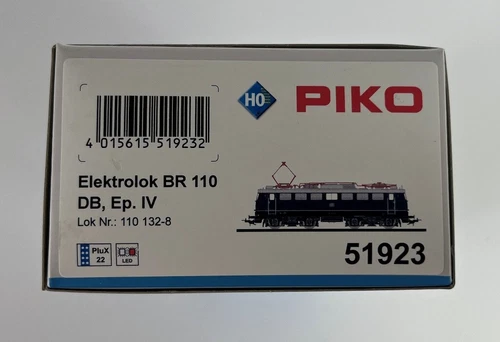 HO
PIKO
4 015615 519232
Elektrolok BR 110
DB, Ep. IV
Lok Nr.: 110 132-8
PluX
22
LED
51923